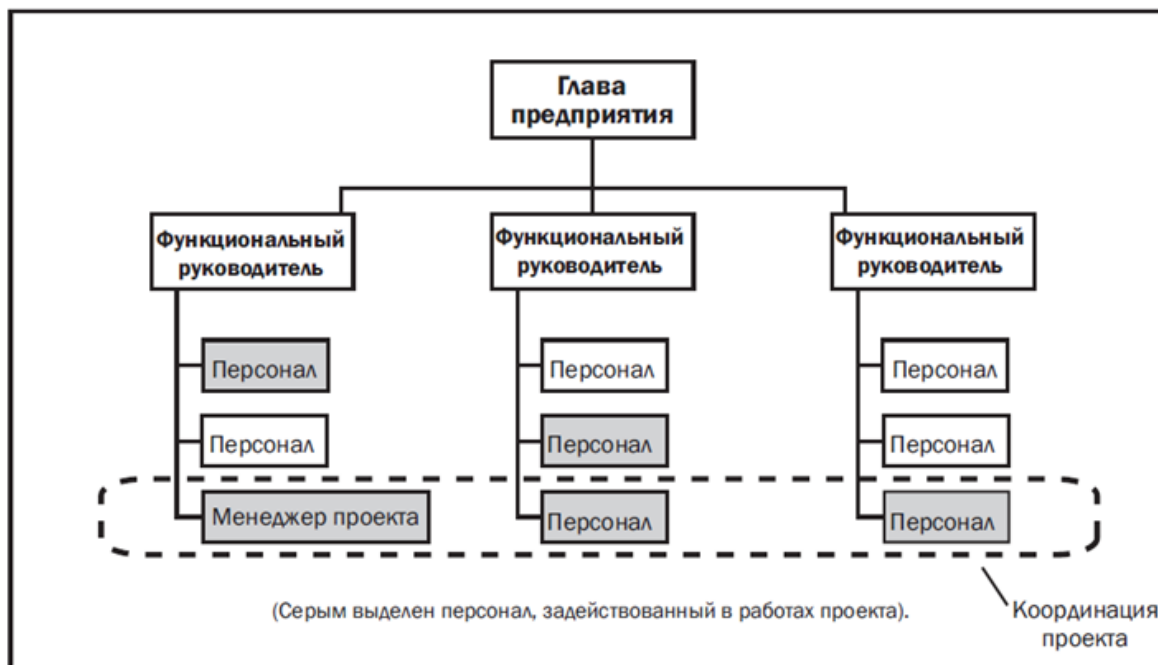 Глава
предприятия
Функциональный
руководитель
Функциональный
руководитель
Функциональный
руководитель
Персонал
Персонал
Персонал
Персонал
Персонал
Персонал
Менеджер проекта
Персонал
Персонал
(Серым выделен персонал, задействованный в работах проекта).
Координация
проекта